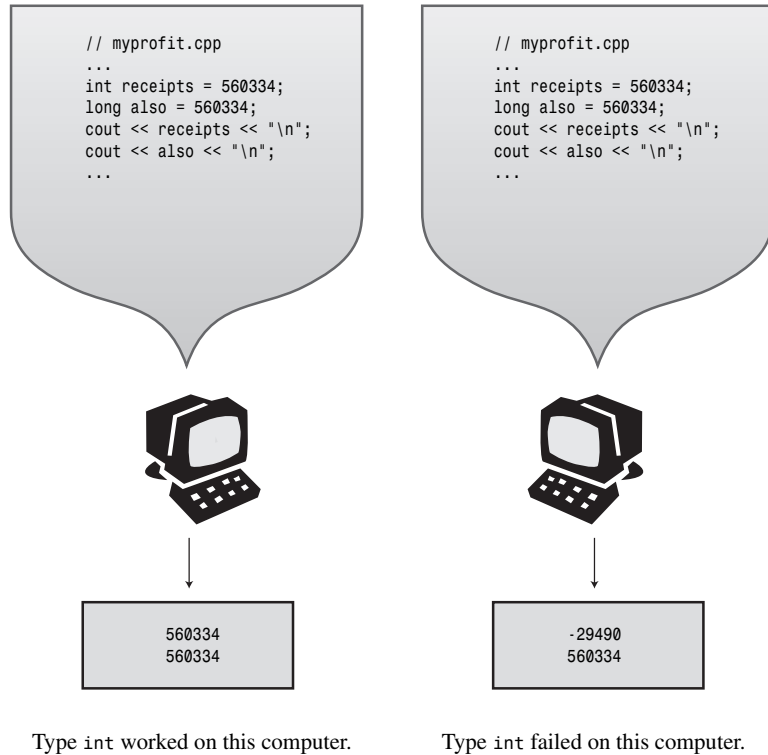 // myprofit.cpp
...
int receipts = 560334;
long also = 560334;
cout << receipts << "\n";
cout << also << "\n";
...
// myprofit.cpp
...
int receipts = 560334;
long also = 560334;
cout << receipts << "\n";
cout << also << "\n";
...
560334
560334
-29490
560334
Type int worked on this computer.
Type int failed on this computer.